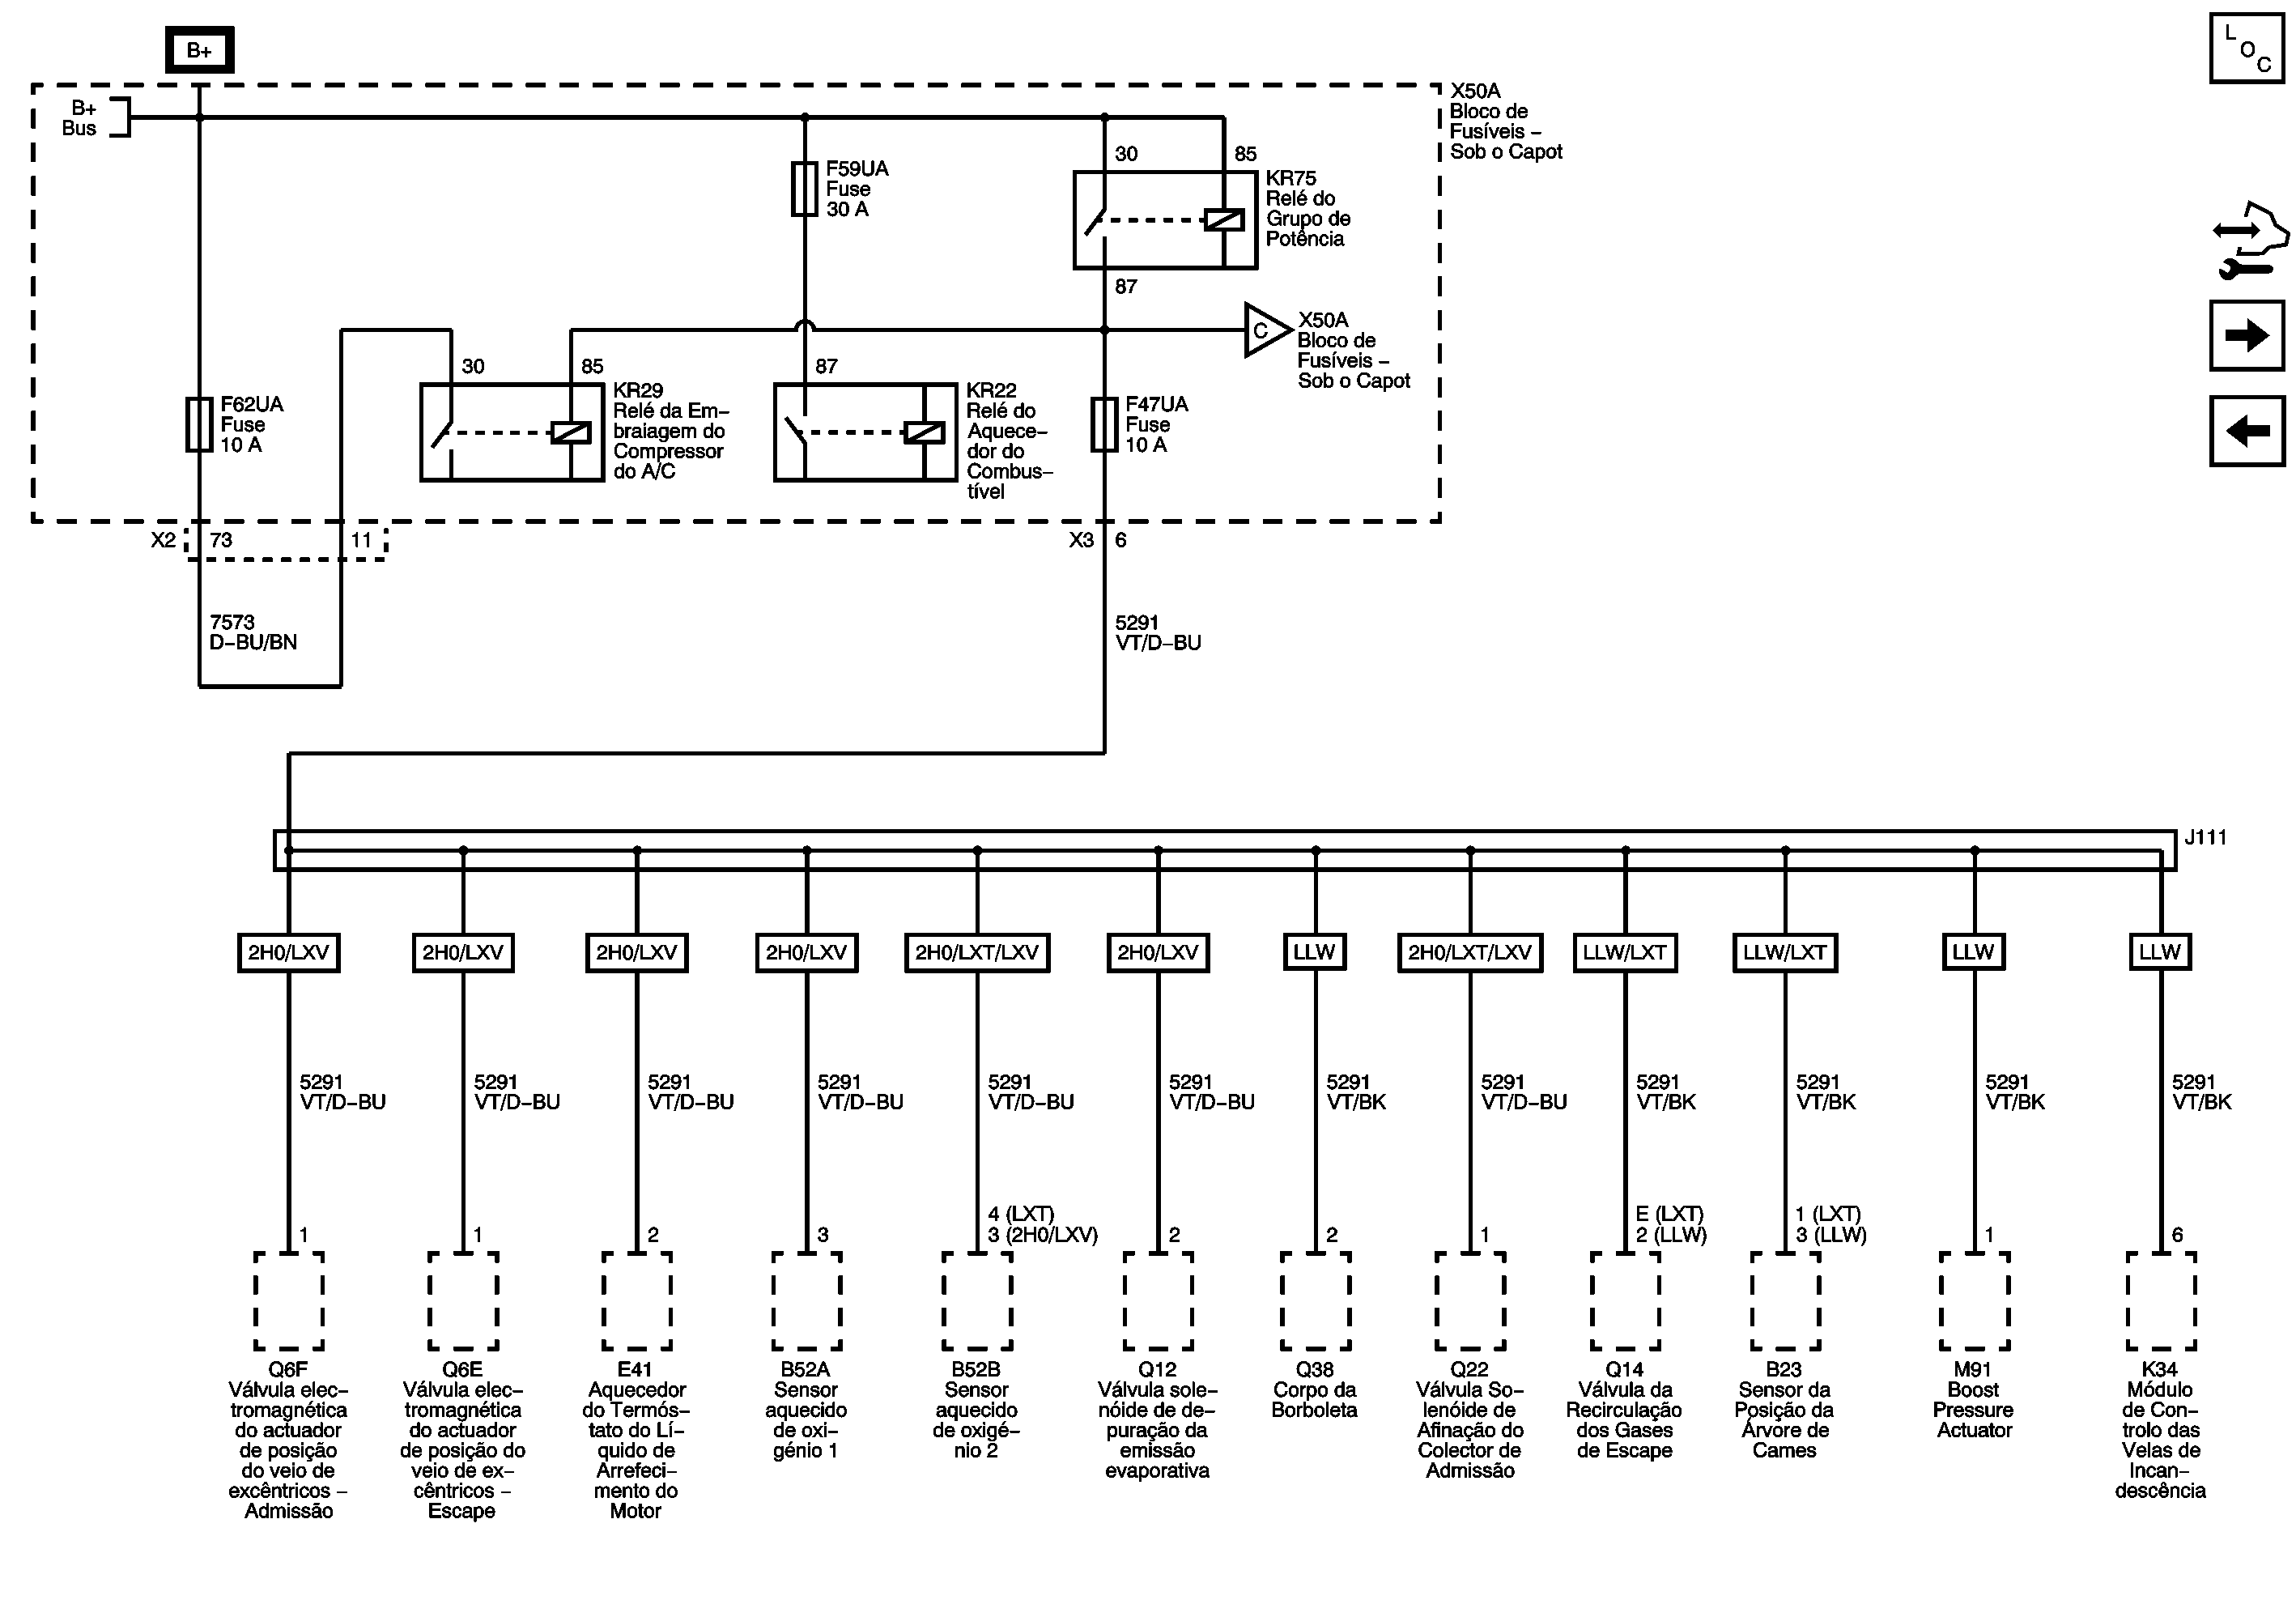 B+
B+
Bus
X50A
Bloco de
Fusíveis –
Sob o Capot
L
O
C
30
85
F59UA
Fuse
30 A
KR75
Relé do
Grupo de
Potência
87
C
X50A
Bloco de
Fusíveis –
Sob o Capot
30
85
87
F62UA
Fuse
10 A
KR29
Relé da Em–
braiagem do
Compressor
do A/C
KR22
Relé do
Aquece–
dor do
Combus–
tível
F47UA
Fuse
10 A
X2
73
11
X3
6
7573
D–BU/BN
5291
VT/D–BU
J111
2H0/LXV
2H0/LXV
2H0/LXV
2H0/LXV
2H0/LXT/LXV
2H0/LXV
LLW
2H0/LXT/LXV
LLW/LXT
LLW/LXT
LLW
LLW
5291
VT/D–BU
5291
VT/D–BU
5291
VT/D–BU
5291
VT/D–BU
5291
VT/D–BU
5291
VT/D–BU
5291
VT/BK
5291
VT/D–BU
5291
VT/BK
5291
VT/BK
5291
VT/BK
5291
VT/BK
1
1
2
3
4 (LXT)
3 (2H0/LXV)
2
2
1
E (LXT)
2 (LLW)
1 (LXT)
3 (LLW)
1
6
Q6F
Válvula elec–
tromagnética
do actuador
de posição
do veio de
excêntricos –
Admissão
Q6E
Válvula elec–
tromagnética
do actuador
de posição do
veio de ex–
cêntricos –
Escape
E41
Aquecedor
do Termós–
tato do Lí–
quido de
Arrefeci–
mento do
Motor
B52A
Sensor
aquecido
de oxi–
génio 1
B52B
Sensor
aquecido
de oxigé–
nio 2
Q12
Válvula sole–
nóide de de–
puração da
emissão
evaporativa
Q38
Corpo da
Borboleta
Q22
Válvula So–
lenóide de
Afinação do
Colector de
Admissão
Q14
Válvula da
Recirculação
dos Gases
de Escape
B23
Sensor da
Posição da
Árvore de
Cames
M91
Boost
Pressure
Actuator
K34
Módulo
de Con–
trolo das
Velas de
Incan–
descência